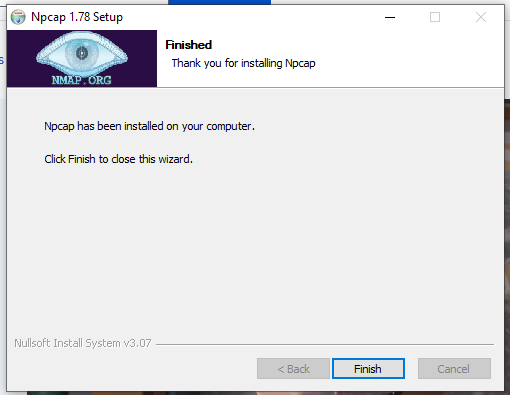 Npcap 1.78 Setup
NMAP.ORG
Finished
Thank you for installing Npcap
Npcap has been installed on your computer.
Click Finish to close this wizard.
Nullsoft Install System v3.07
< Back
Finish
Cancel